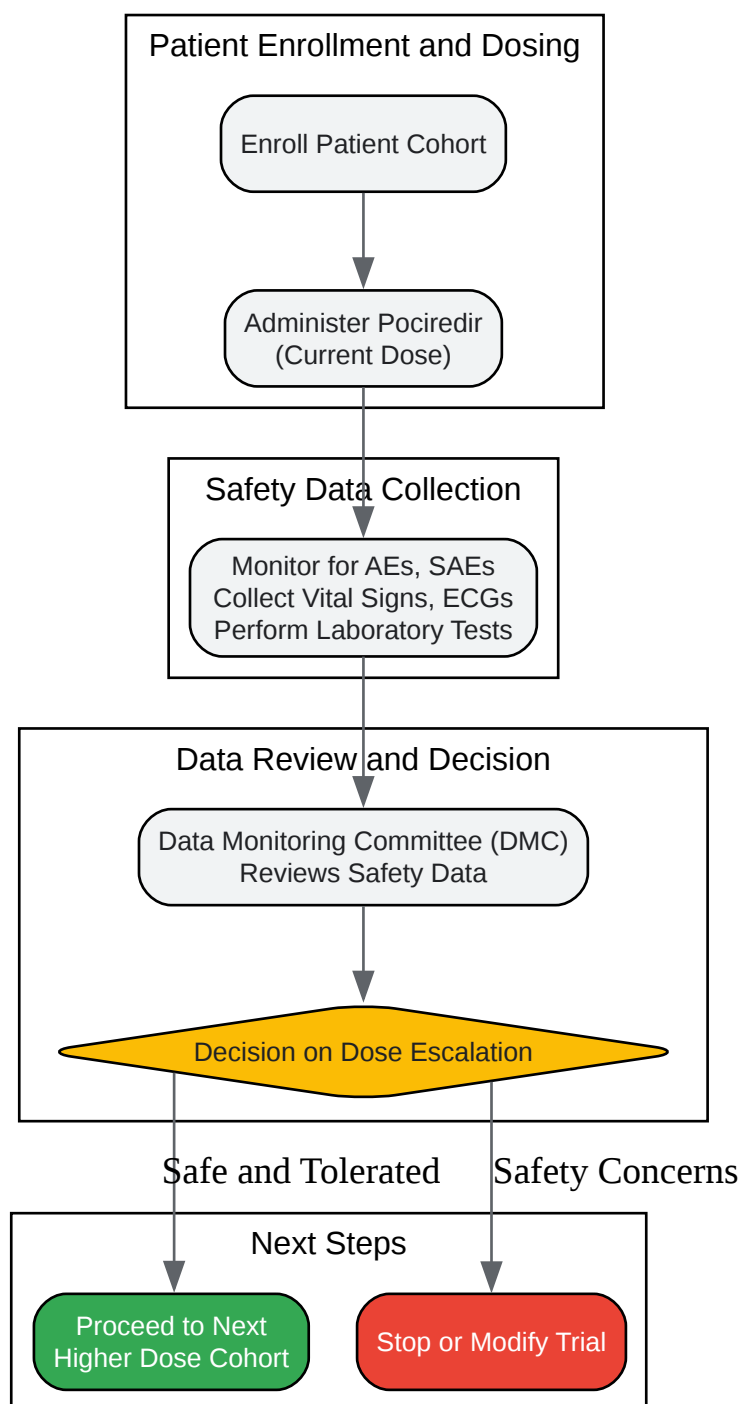 Patient Enrollment and Dosing
Enroll Patient Cohort
Administer Pociredir
(Current Dose)
Safety Data Collection
Monitor for AEs, SAEs
Collect Vital Signs, ECGs
Perform Laboratory Tests
Data Review and Decision
Data Monitoring Committee (DMC)
Reviews Safety Data
Decision on Dose Escalation
Safe and Tolerated
Safety Concerns
Next Steps
Proceed to Next
Higher Dose Cohort
Stop or Modify Trial